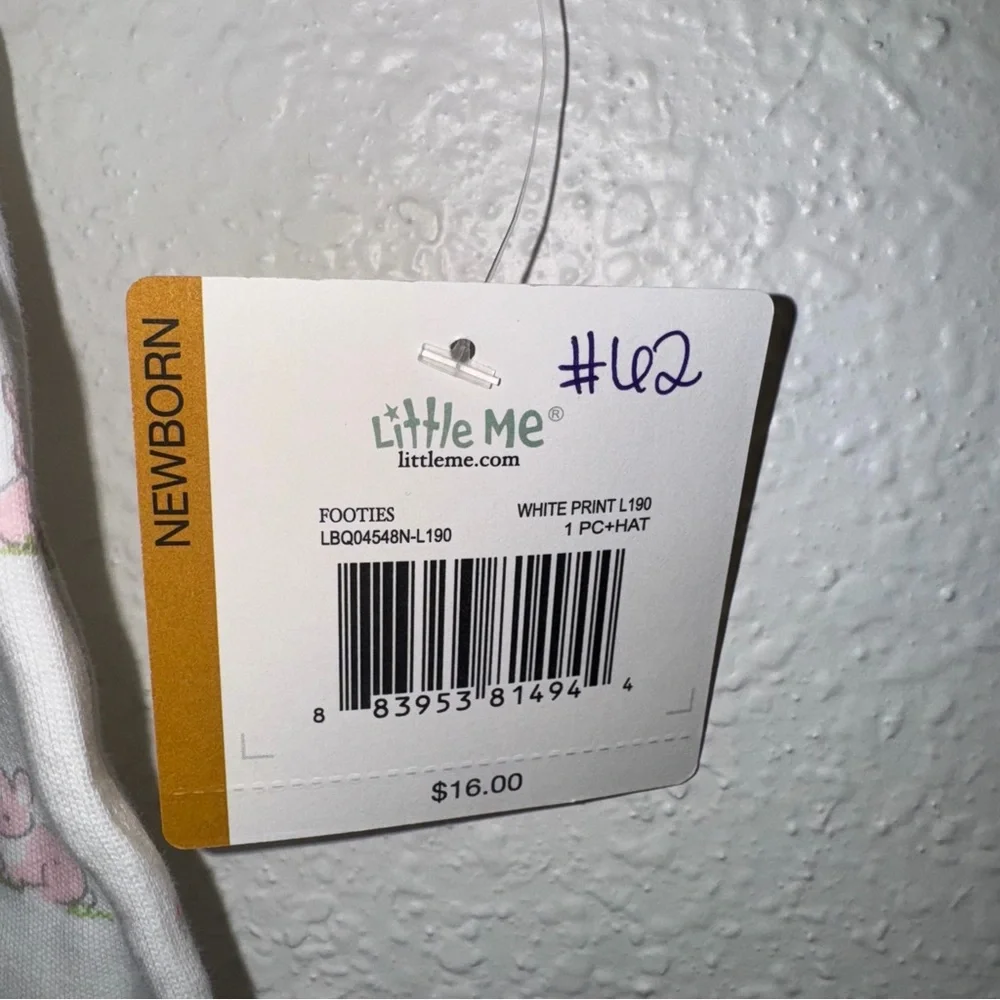 NEWBORN
#62
Little Me®
littleme.com
FOOTIES
WHITE PRINT L190
LBQ04548N-L190
1 PC+HAT
8 83953 81494 4
$16.00